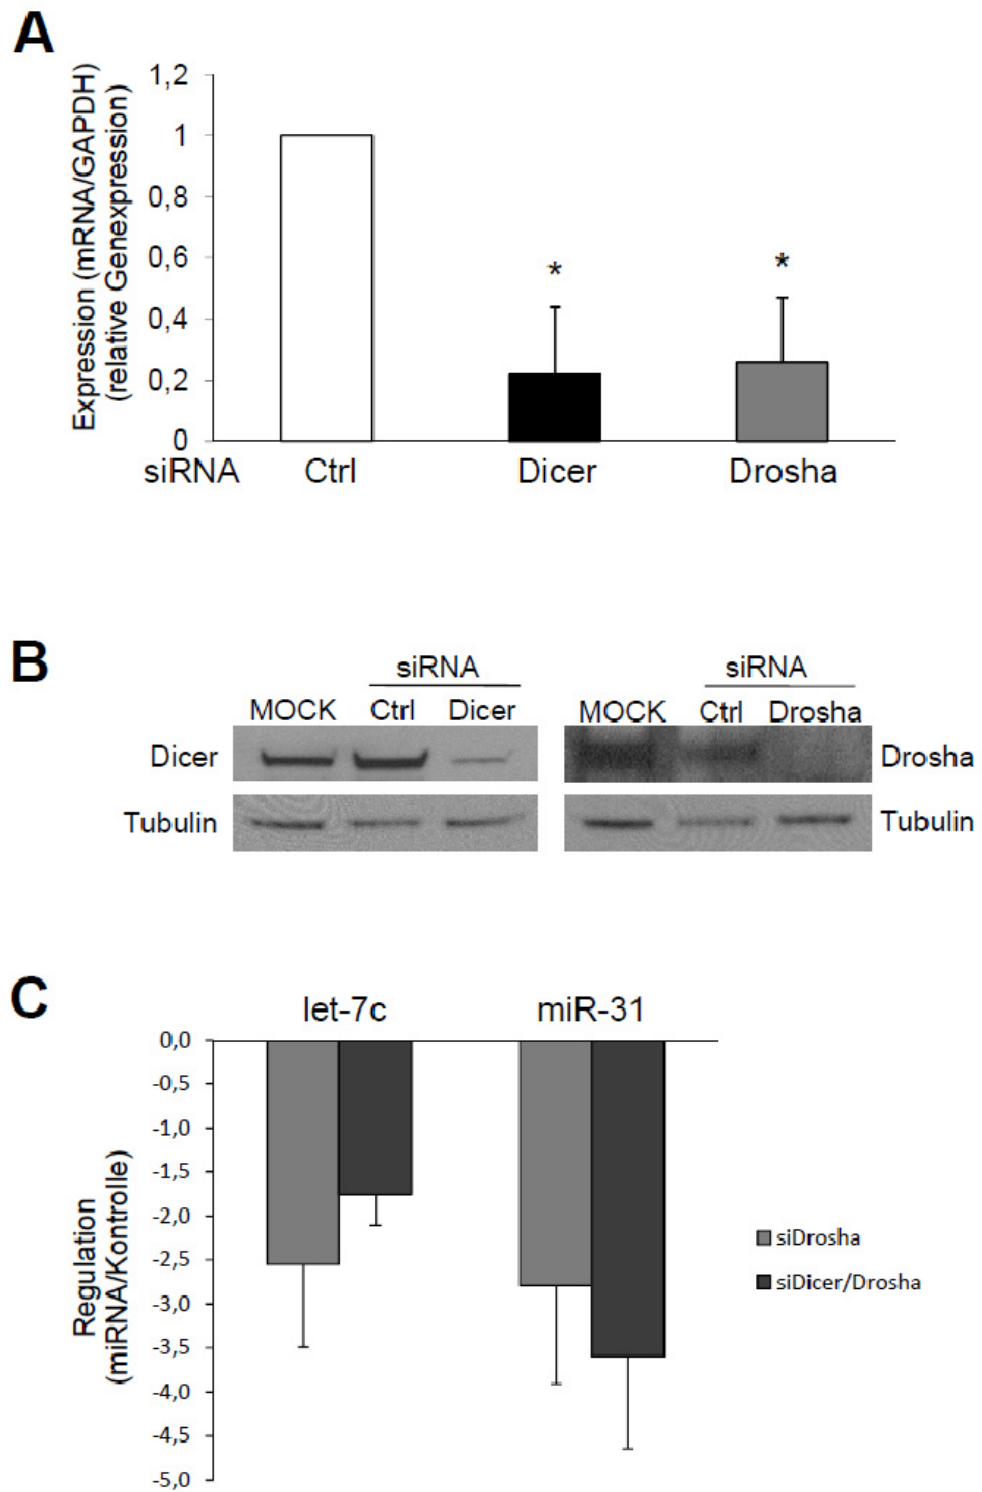 A
Expression (mRNA/GAPDH)
(relative Genexpression)
1,2
1
0,8
0,6
0,4
0,2
0
*
*
siRNA Ctrl Dicer Drosha
B
siRNA siRNA
MOCK Ctrl Dicer MOCK Ctrl Drosha
Dicer Drosha
Tubulin Tubulin
C
let-7c miR-31
Regulation
(miRNA/Kontrolle)
0,0
-0,5
-1,0
-1,5
-2,0
-2,5
-3,0
-3,5
-4,0
-4,5
-5,0
siDrosha
siDicer/Drosha